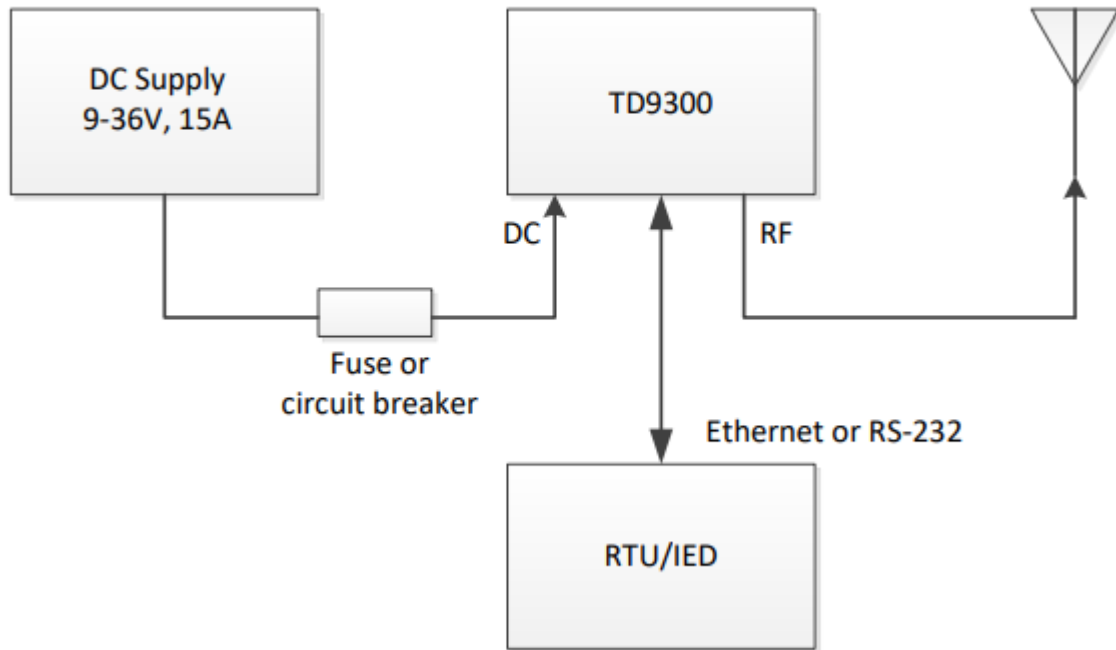 DC Supply
9-36V, 15A
TD9300
DC
RF
Fuse or
circuit breaker
Ethernet or RS-232
RTU/IED